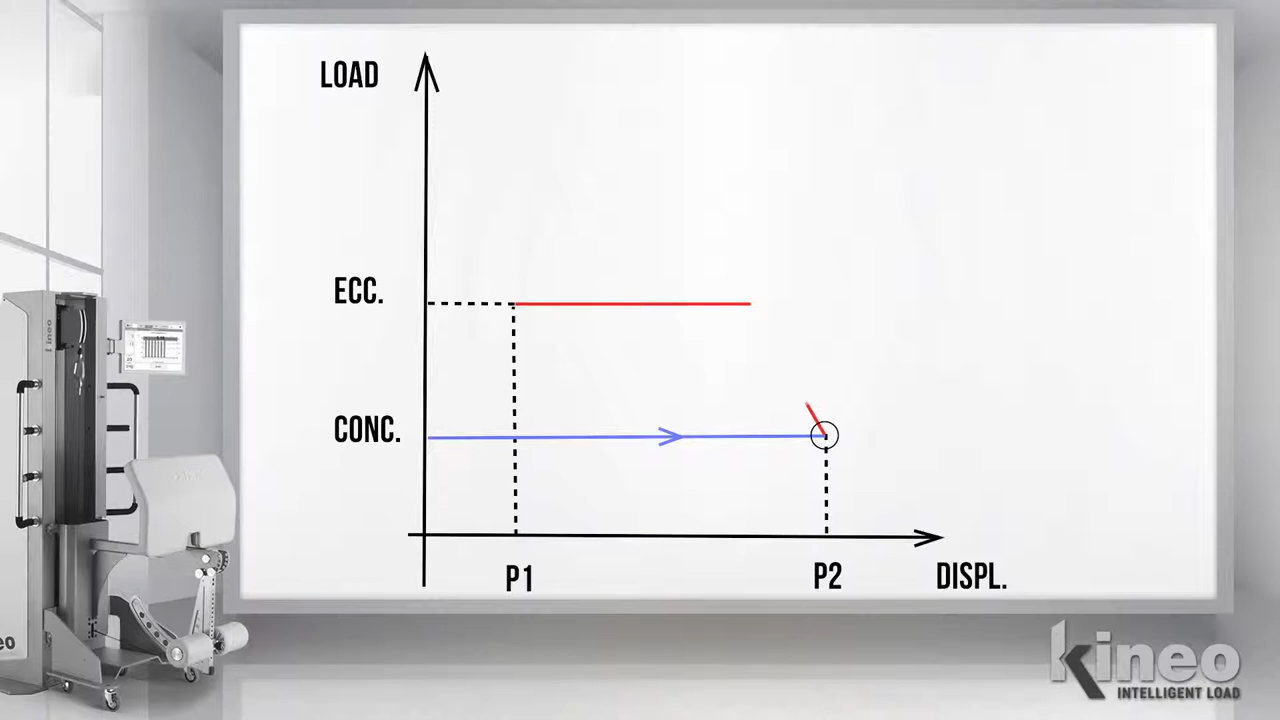 LOAD
ECC.
CONC.
P1
P2
DISPL.
kineo
INTELLIGENT LOAD